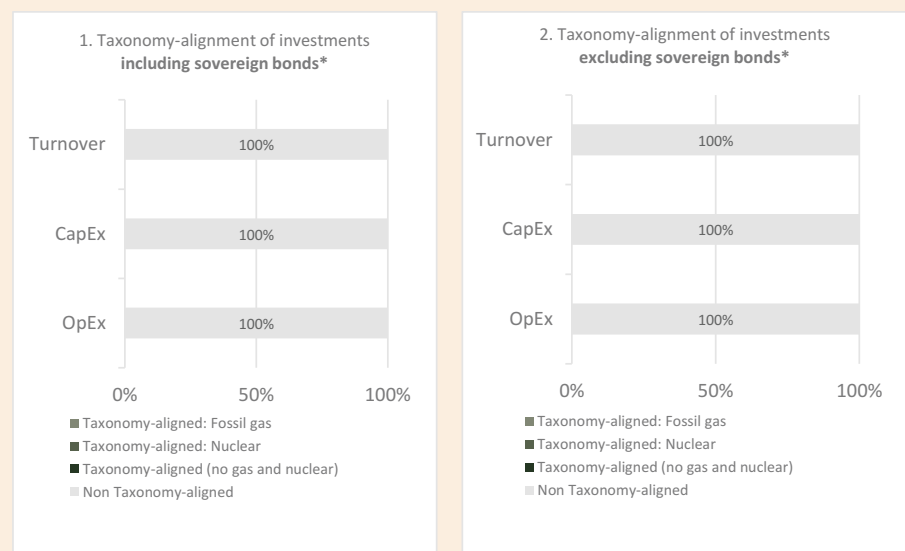 1. Taxonomy-alignment of investments
including sovereign bonds*
Turnover
100%
CapEx
100%
OpEx
100%
0%
50%
100%
Taxonomy-aligned: Fossil gas
Taxonomy-aligned: Nuclear
Taxonomy-aligned (no gas and nuclear)
Non Taxonomy-aligned
2. Taxonomy-alignment of investments
excluding sovereign bonds*
Turnover
100%
CapEx
100%
OpEx
100%
0%
50%
100%
Taxonomy-aligned: Fossil gas
Taxonomy-aligned: Nuclear
Taxonomy-aligned (no gas and nuclear)
Non Taxonomy-aligned